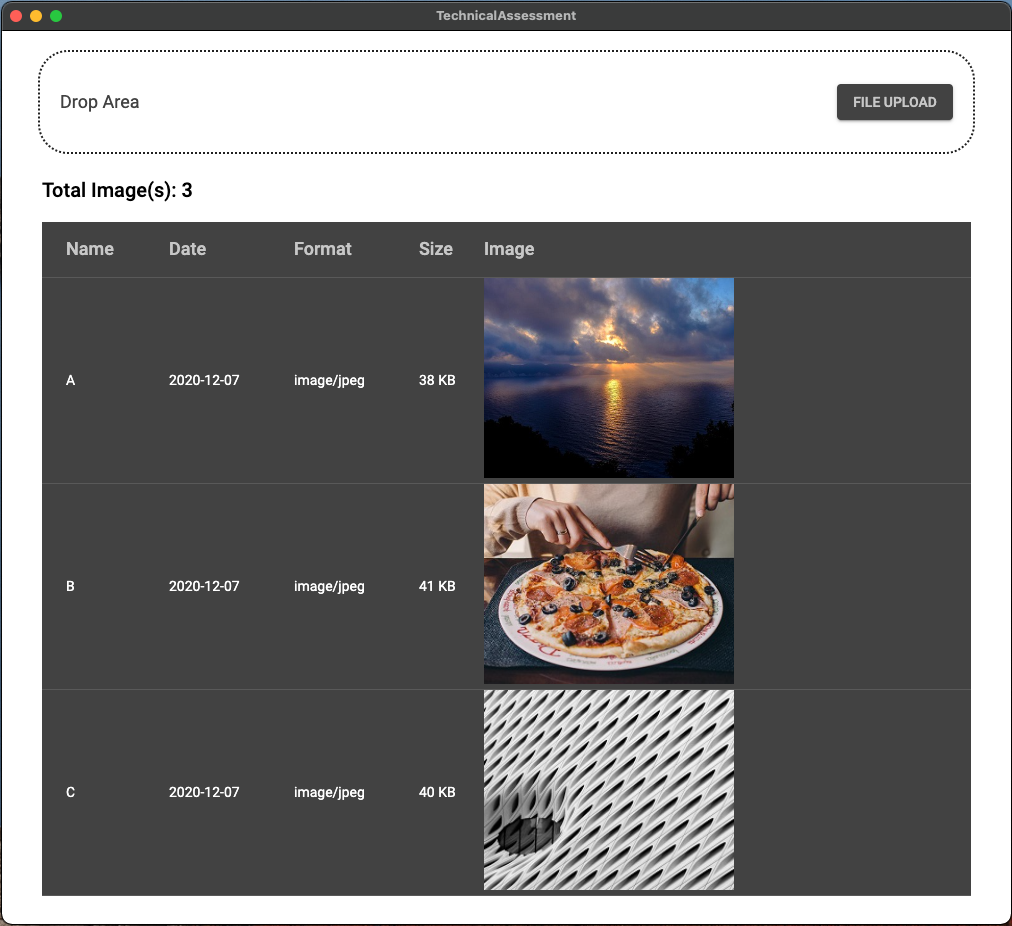 TechnicalAssessment
Drop Area
FILE UPLOAD
Total Image(s): 3
Name Date Format Size Image
A 2020-12-07 image/jpeg 38 KB
B 2020-12-07 image/jpeg 41 KB
C 2020-12-07 image/jpeg 40 KB